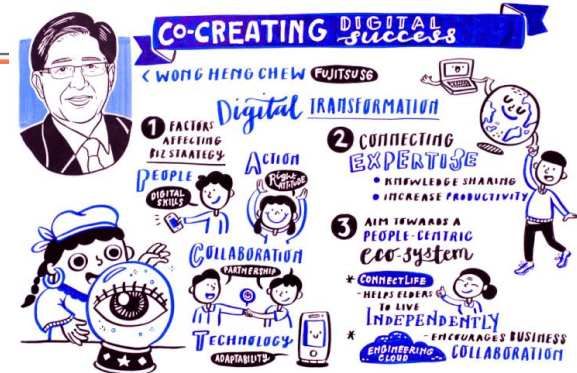 CO-CREATING DIGITAL
SUCCESS
< WONG HENG CHEW FUJITSU SG
Digital TRANSFORMATION
1 FACTORS
AFFECTING
BIZ STRATEGY
PEOPLE
DIGITAL
SKILLS
ACTION
Right
ATTITUDE
COLLABORATION
PARTNERSHIP
TECHNOLOGY
ADAPTABILITY
2 CONNECTING
EXPERTISE
• KNOWLEDGE SHARING
• INCREASE PRODUCTIVITY
3 AIM TOWARDS A
PEOPLE-CENTRIC
eco-system
* CONNECTLIFE
- HELPS ELDERS
TO LIVE
INDEPENDENTLY
* ENGINEERING
CLOUD
- ENCOURAGES BUSINESS
COLLABORATION